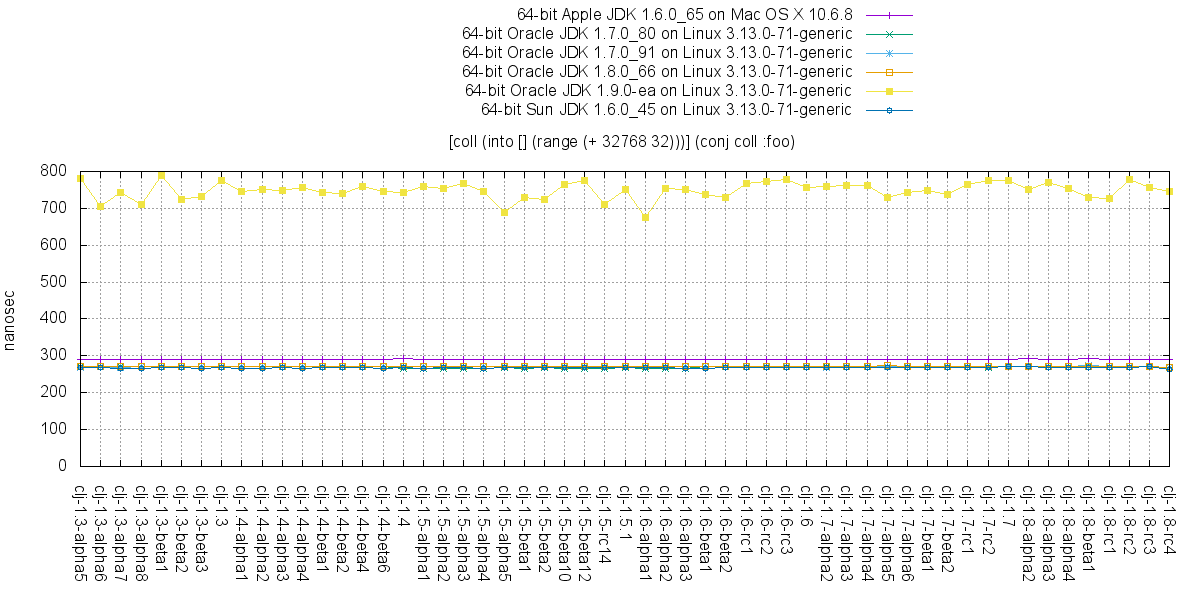 64-bit Apple JDK 1.6.0_65 on Mac OS X 10.6.8
64-bit Oracle JDK 1.7.0_80 on Linux 3.13.0-71-generic
64-bit Oracle JDK 1.7.0_91 on Linux 3.13.0-71-generic
64-bit Oracle JDK 1.8.0_66 on Linux 3.13.0-71-generic
64-bit Oracle JDK 1.9.0-ea on Linux 3.13.0-71-generic
64-bit Sun JDK 1.6.0_45 on Linux 3.13.0-71-generic
[coll (into [] (range (+ 32768 32)))] (conj coll :foo)
800
700
600
500
400
300
200
100
0
nanosec
clj-1.3-alpha5
clj-1.3-alpha6
clj-1.3-alpha7
clj-1.3-alpha8
clj-1.3-beta1
clj-1.3-beta2
clj-1.3-beta3
clj-1.3
clj-1.4-alpha1
clj-1.4-alpha2
clj-1.4-alpha3
clj-1.4-alpha4
clj-1.4-beta1
clj-1.4-beta2
clj-1.4-beta4
clj-1.4-beta6
clj-1.4
clj-1.5-alpha1
clj-1.5-alpha2
clj-1.5-alpha3
clj-1.5-alpha4
clj-1.5-alpha5
clj-1.5-beta1
clj-1.5-beta2
clj-1.5-beta10
clj-1.5-beta12
clj-1.5-rc14
clj-1.5.1
clj-1.6-alpha1
clj-1.6-alpha2
clj-1.6-alpha3
clj-1.6-beta1
clj-1.6-beta2
clj-1.6-rc1
clj-1.6-rc2
clj-1.6-rc3
clj-1.6
clj-1.7-alpha2
clj-1.7-alpha3
clj-1.7-alpha4
clj-1.7-alpha5
clj-1.7-alpha6
clj-1.7-beta1
clj-1.7-beta2
clj-1.7-rc1
clj-1.7-rc2
clj-1.7
clj-1.8-alpha2
clj-1.8-alpha3
clj-1.8-alpha4
clj-1.8-beta1
clj-1.8-rc1
clj-1.8-rc2
clj-1.8-rc3
clj-1.8-rc4